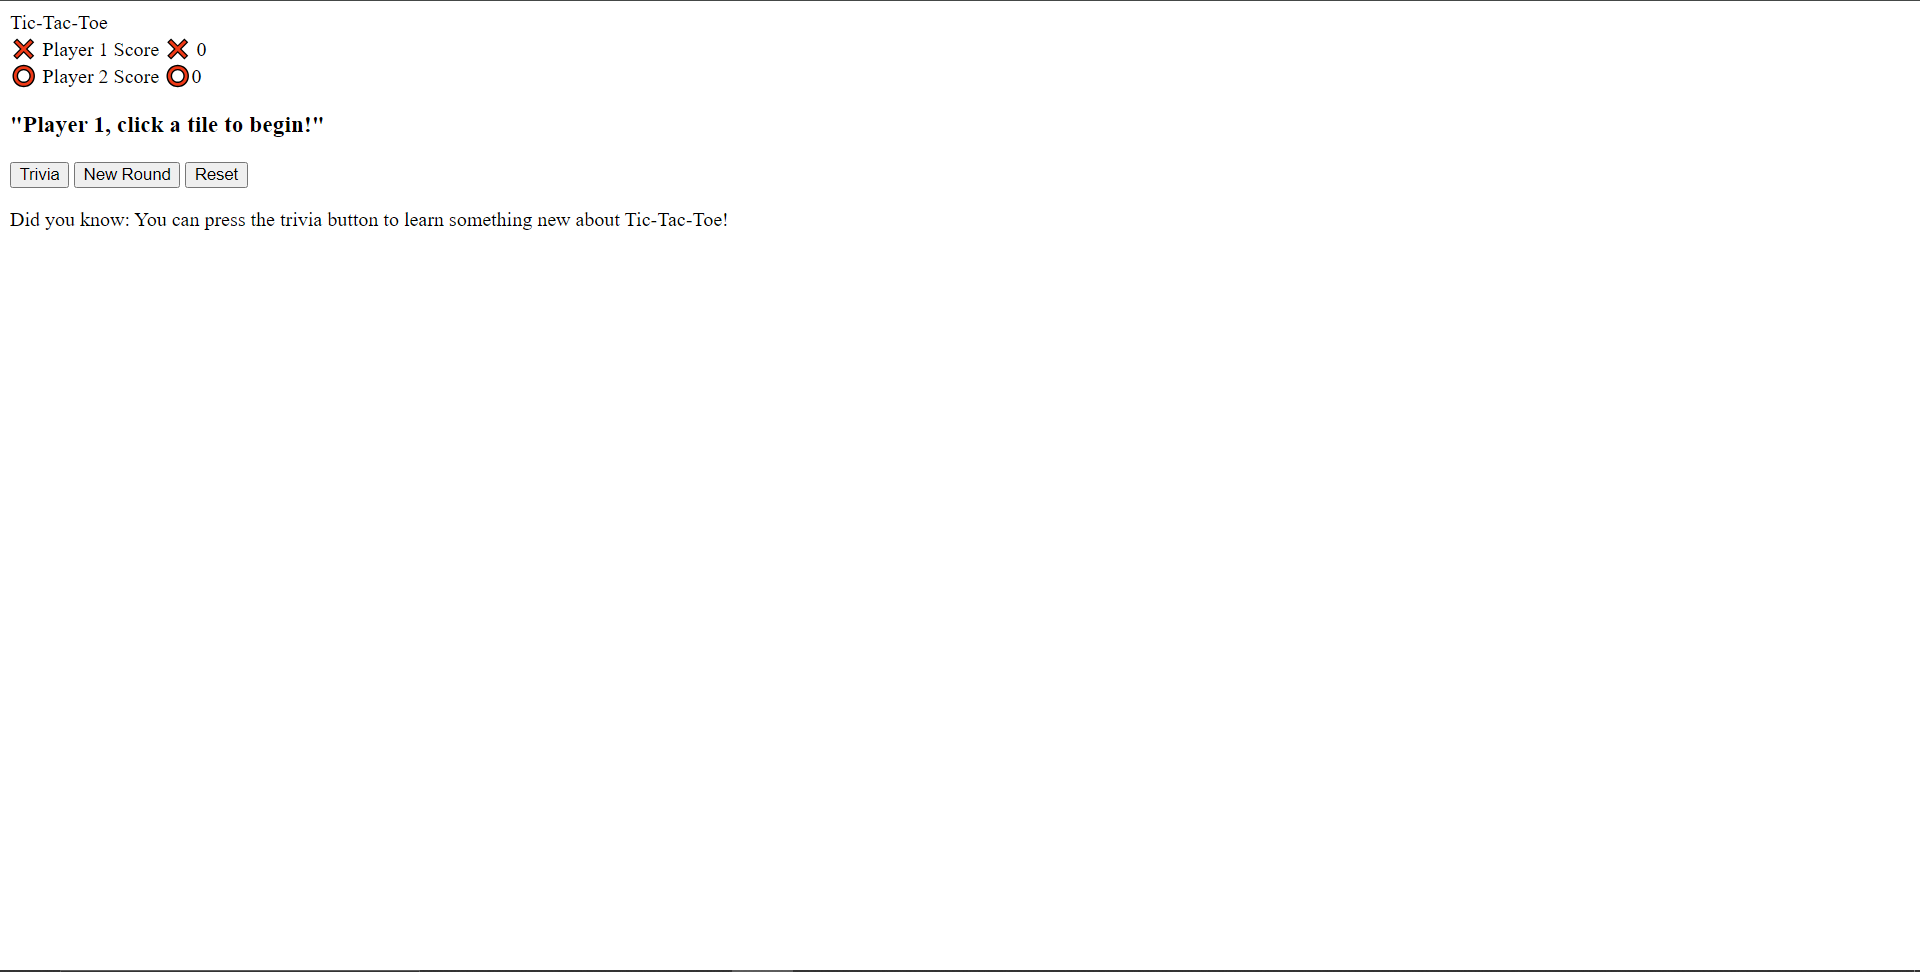 Tic-Tac-Toe
❌ Player 1 Score ❌ 0
⭕ Player 2 Score ⭕0
"Player 1, click a tile to begin!"
Trivia New Round Reset
Did you know: You can press the trivia button to learn something new about Tic-Tac-Toe!